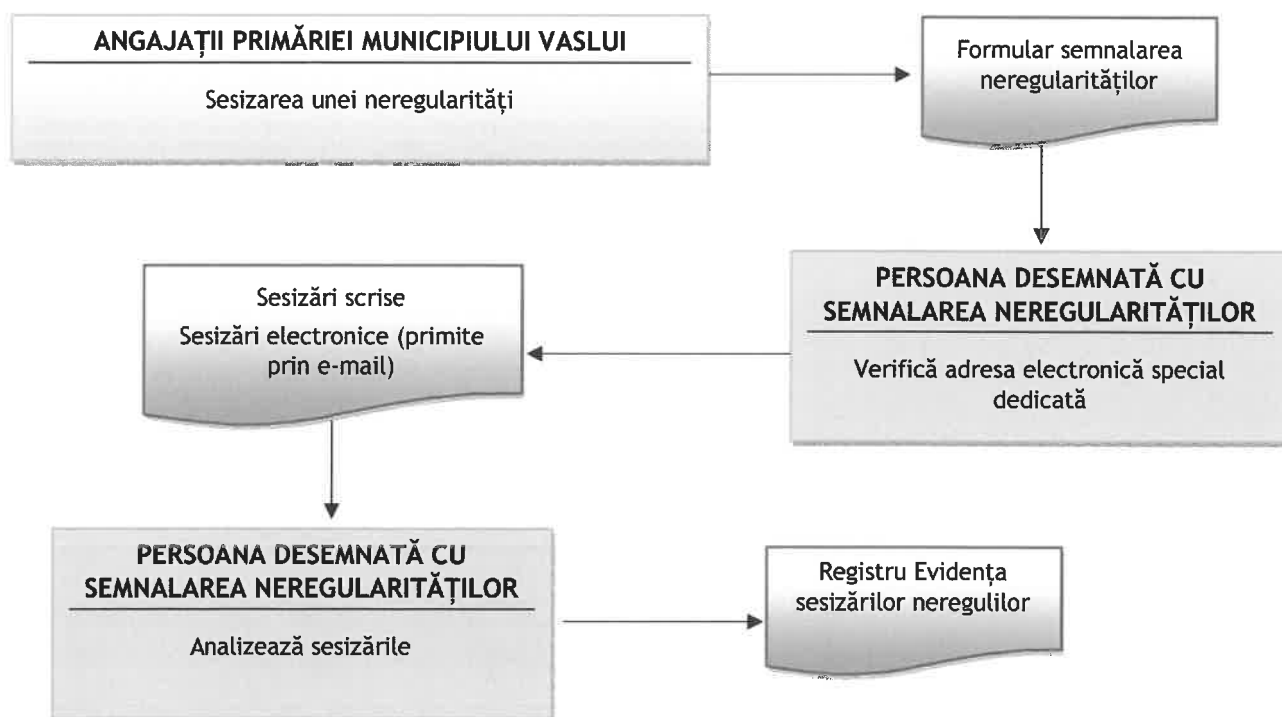 ANGAJAȚII PRIMĂRIEI MUNICIPIULUI VASLUI
Sesizarea unei neregularități
Formular semnalarea
neregularităților
PERSOANA DESEMNATĂ CU
SEMNALAREA NEREGULARITĂȚILOR
Verifică adresa electronică special
dedicată
Sesizări scrise
Sesizări electronice (primite
prin e-mail)
PERSOANA DESEMNATĂ CU
SEMNALAREA NEREGULARITĂȚILOR
Analizează sesizările
Registru Evidența
sesizărilor neregulilor